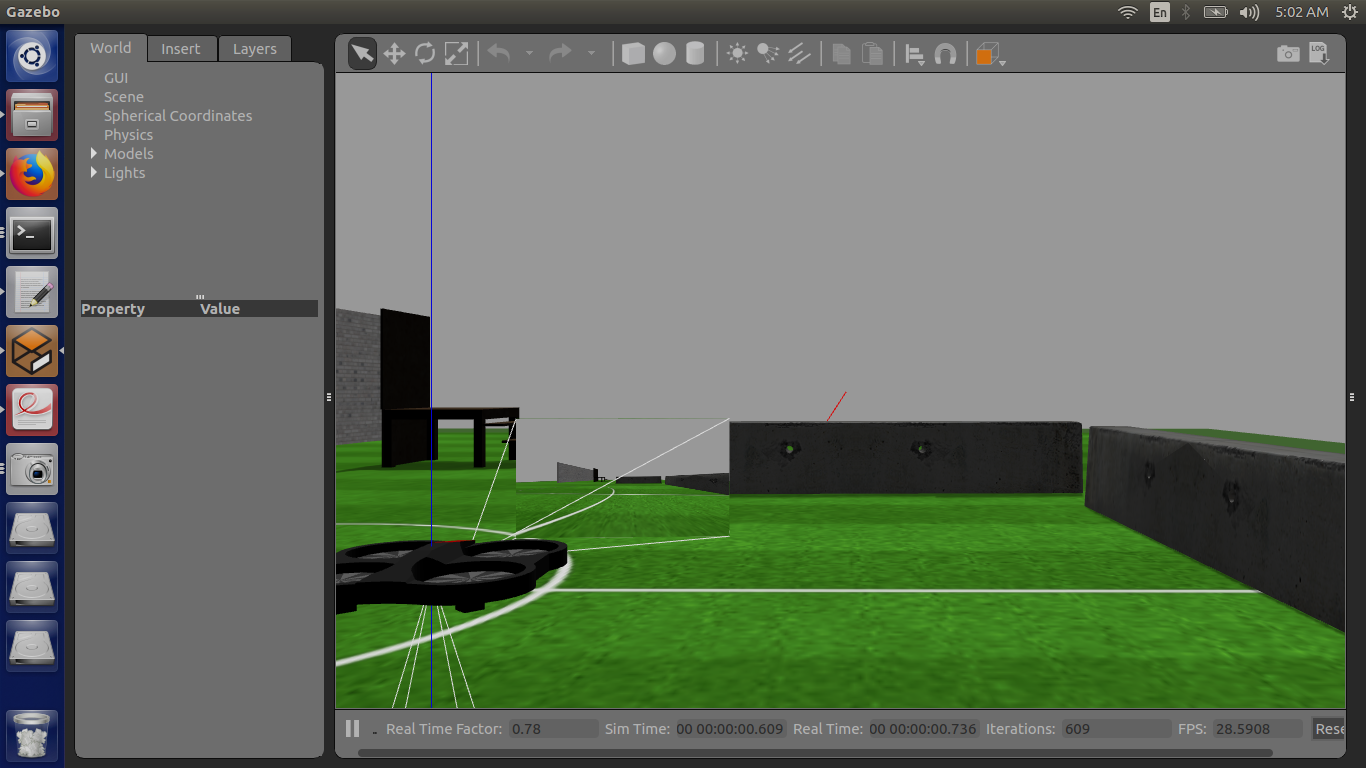 Gazebo
En
5:02 AM
World
Insert
Layers
LOG
GUI
Scene
Spherical Coordinates
Physics
Models
Lights
Property Value
Real Time Factor: 0.78 Sim Time: 00 00:00:00.609 Real Time: 00 00:00:00.736 Iterations: 609 FPS: 28.5908 Rese